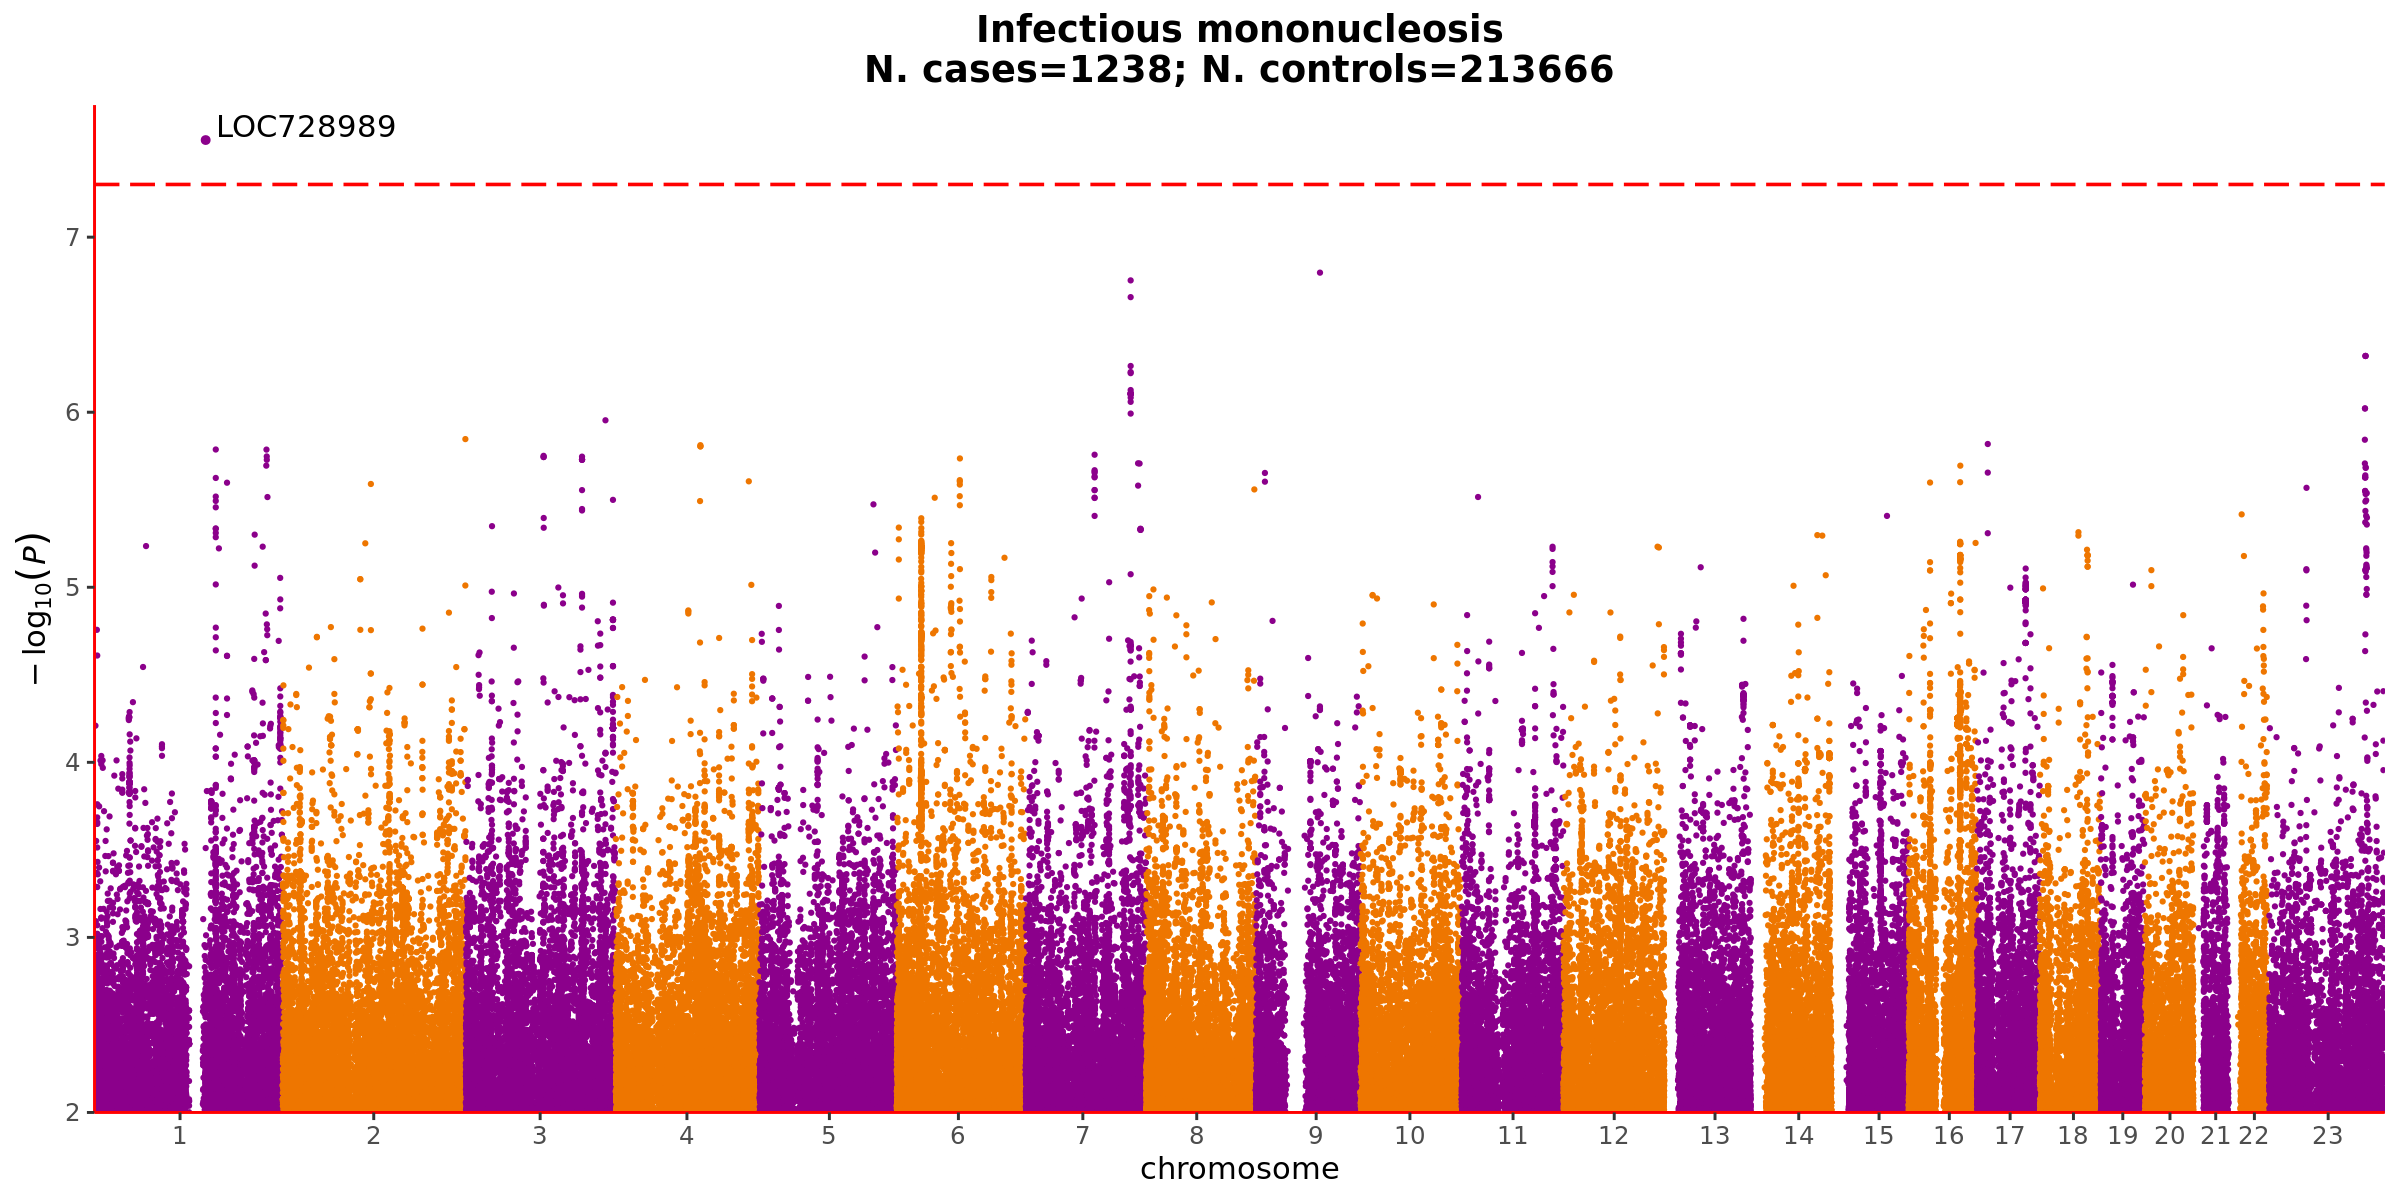 Infectious mononucleosis
N. cases=1238; N. controls=213666
LOC728989
7
6
5
4
3
2
−log₁₀(P)
1 2 3 4 5 6 7 8 9 10 11 12 13 14 15 16 17 18 19 20 21 22 23
chromosome